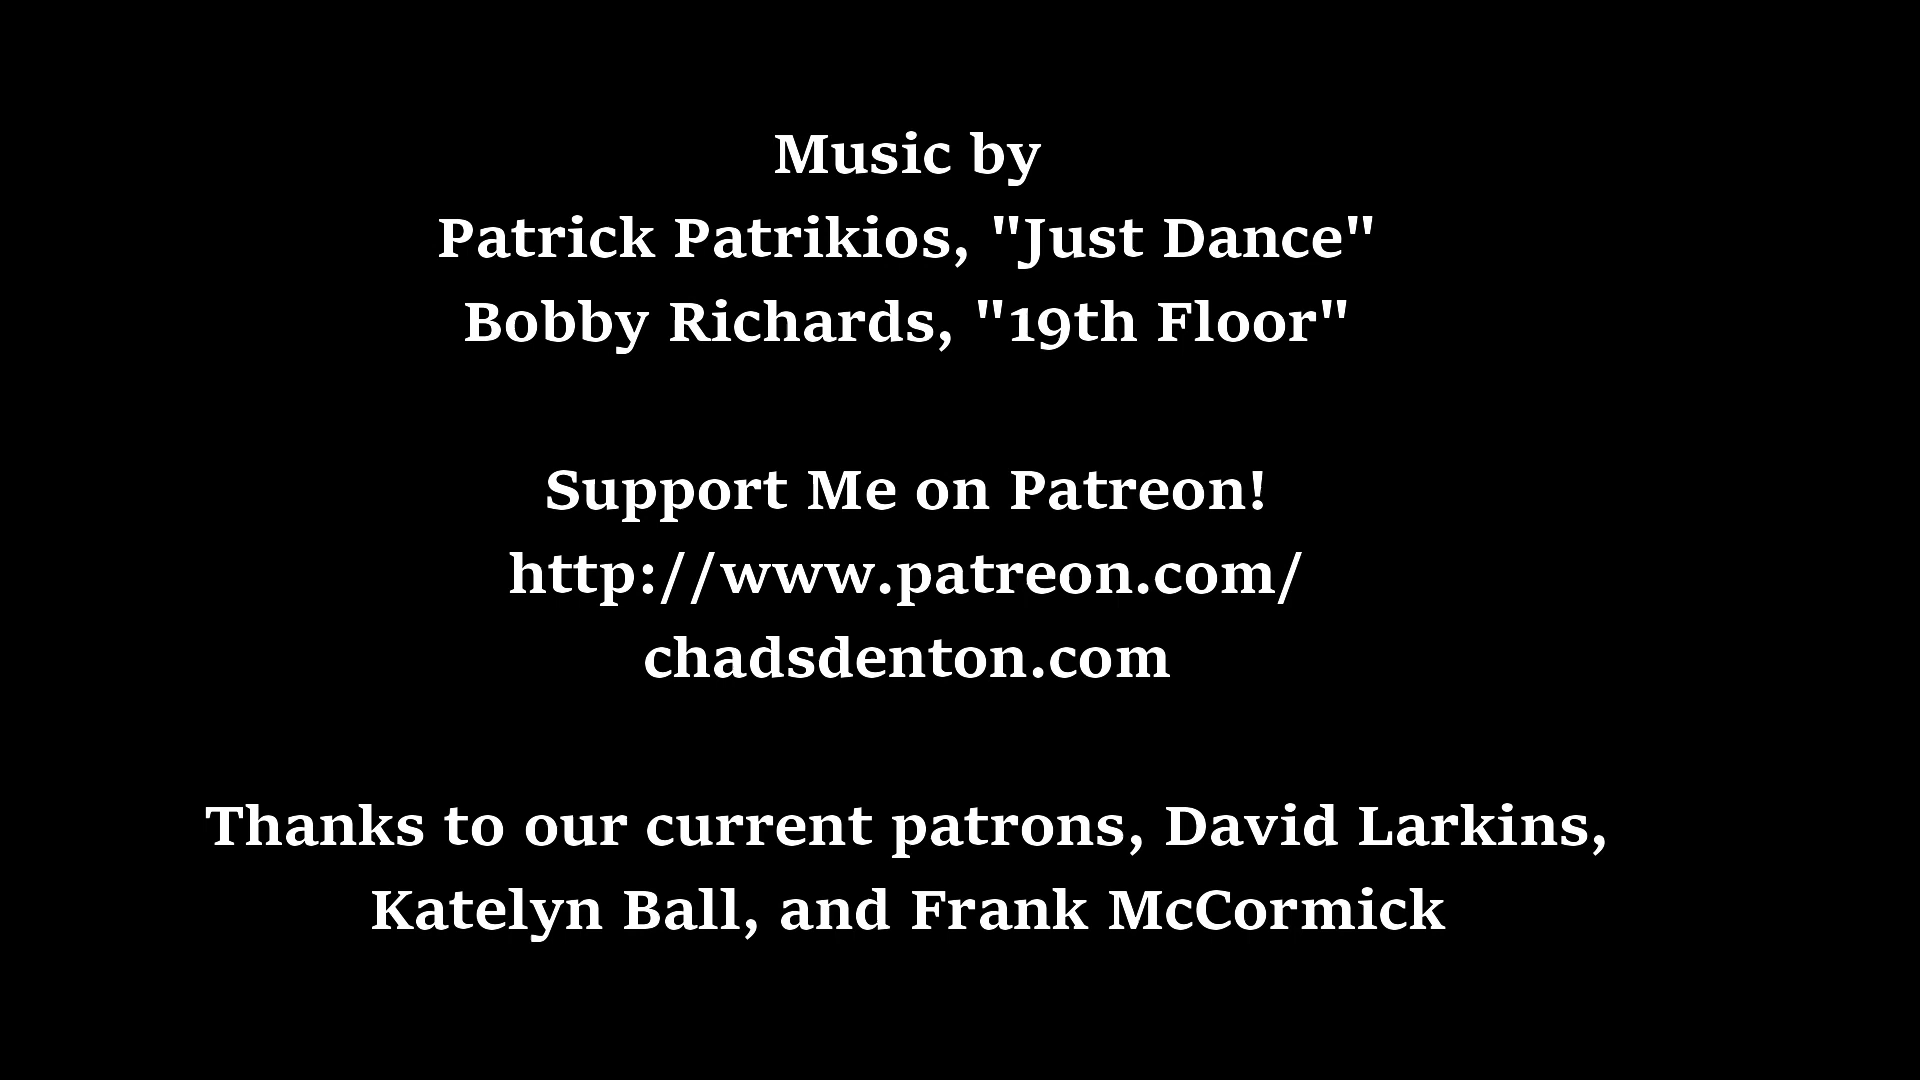 Music by
Patrick Patrikios, "Just Dance"
Bobby Richards, "19th Floor"
Support Me on Patreon!
http://www.patreon.com/
chadsdenton.com
Thanks to our current patrons, David Larkins,
Katelyn Ball, and Frank McCormick